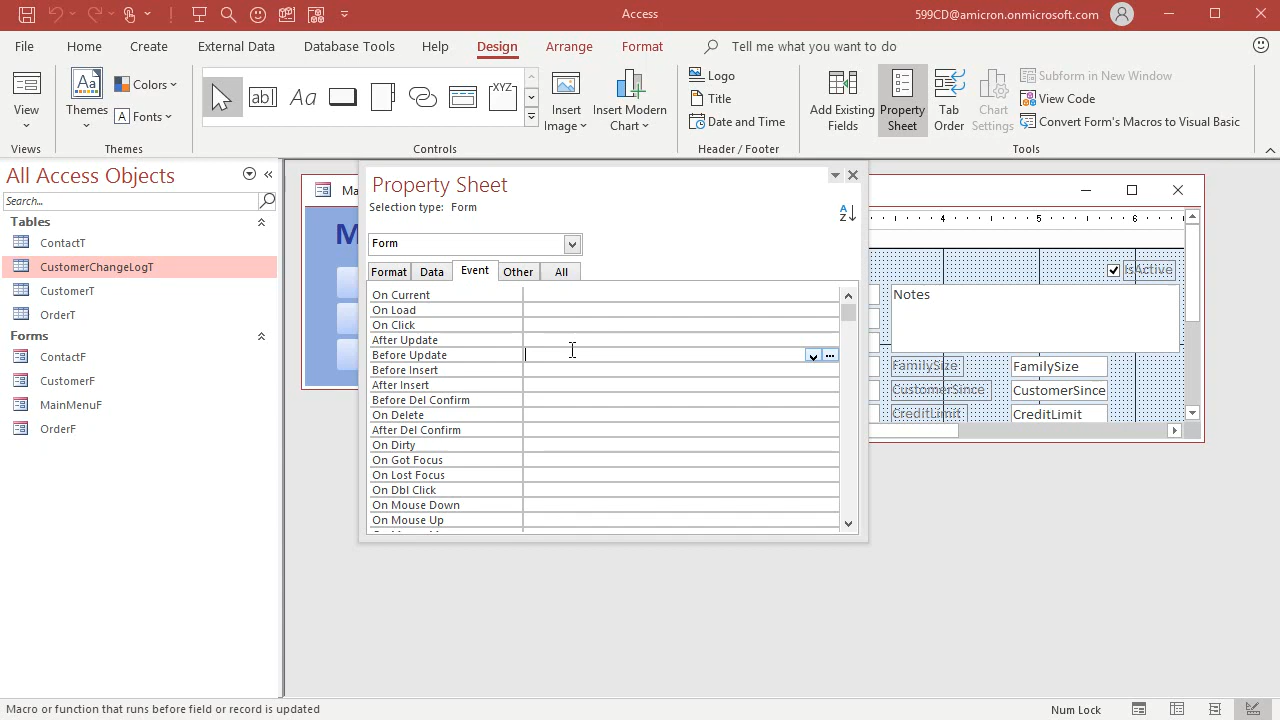 Access
599CD@amicron.onmicrosoft.com
File Home Create External Data Database Tools Help Design Arrange Format Tell me what you want to do
View
Views
Themes
Colors
Fonts
Themes
ab
Aa
XYZ
Controls
Insert Image
Insert Modern Chart
Logo
Title
Date and Time
Header / Footer
Add Existing Fields
Property Sheet
Tab Order
Chart Settings
Subform in New Window
View Code
Convert Form's Macros to Visual Basic
Tools
All Access Objects
Search...
Tables
ContactT
CustomerChangeLogT
CustomerT
OrderT
Forms
ContactF
CustomerF
MainMenuF
OrderF
Ma
M
Property Sheet
Selection type: Form
Form
Format Data Event Other All
On Current
On Load
On Click
After Update
Before Update
Before Insert
After Insert
Before Del Confirm
On Delete
After Del Confirm
On Dirty
On Got Focus
On Lost Focus
On Dbl Click
On Mouse Down
On Mouse Up
4 5 6
IsActive
Notes
FamilySize FamilySize
CustomerSince CustomerSince
CreditLimit CreditLimit
Macro or function that runs before field or record is updated
Num Lock